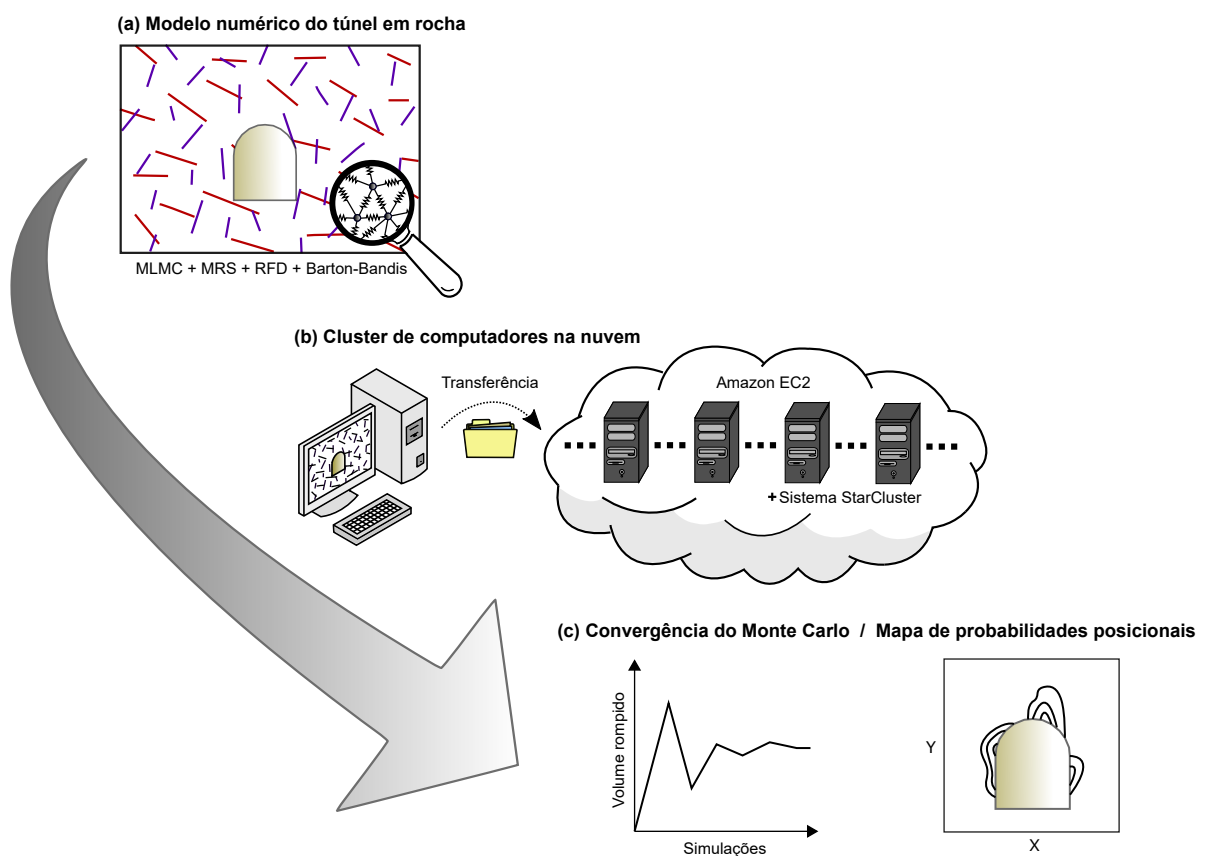 (a) Modelo numérico do túnel em rocha
MLMC + MRS + RFD + Barton-Bandis
(b) Cluster de computadores na nuvem
Transferência
Amazon EC2
+Sistema StarCluster
(c) Convergência do Monte Carlo / Mapa de probabilidades posicionais
Volume rompido
Simulações
Y
X